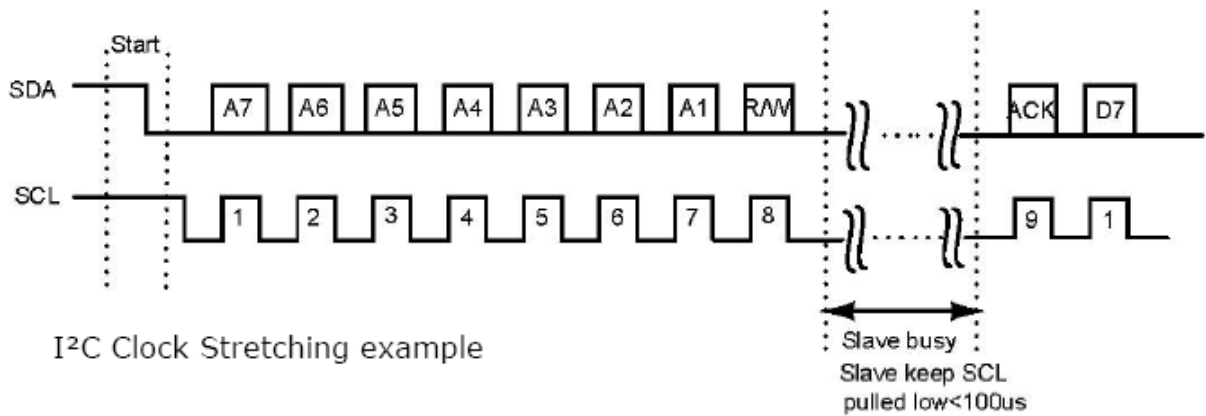 Start
SDA A7 A6 A5 A4 A3 A2 A1 R/W ACK D7
SCL 1 2 3 4 5 6 7 8 9 1
I²C Clock Stretching example
Slave busy
Slave keep SCL
pulled low<100us